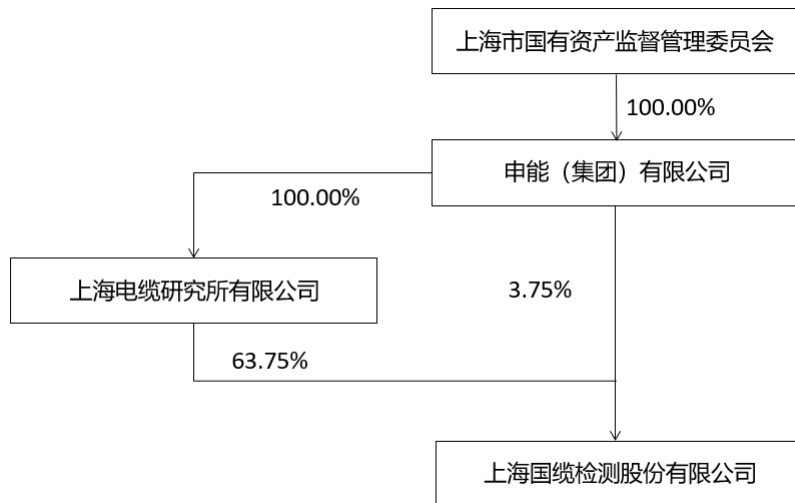 上海市国有资产监督管理委员会
100.00%
申能（集团）有限公司
100.00%
上海电缆研究所有限公司
3.75%
63.75%
上海国缆检测股份有限公司